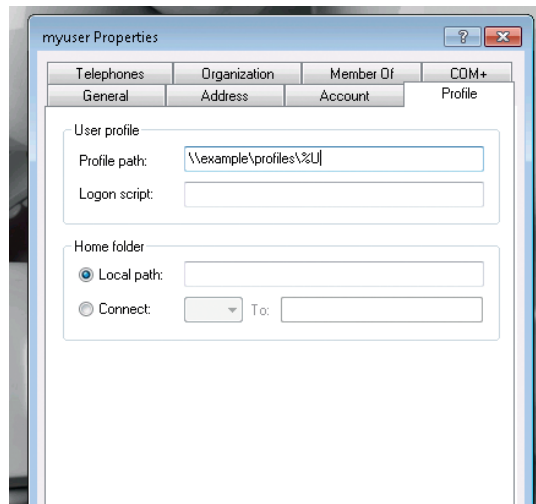 myuser Properties
Telephones Organization Member Of COM+
General Address Account Profile
User profile
Profile path: \\example\profiles\%U
Logon script:
Home folder
Local path:
Connect: To: